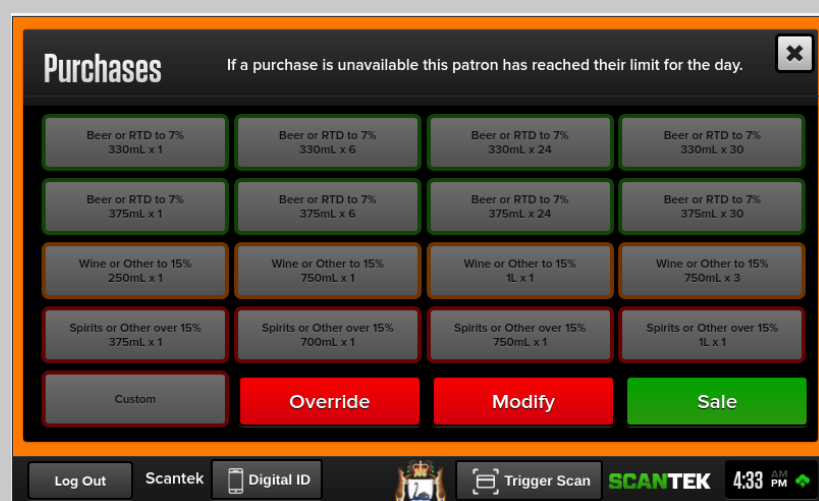 Purchases
If a purchase is unavailable this patron has reached their limit for the day.
Beer or RTD to 7%
330mL x 1
Beer or RTD to 7%
330mL x 6
Beer or RTD to 7%
330mL x 24
Beer or RTD to 7%
330mL x 30
Beer or RTD to 7%
375mL x 1
Beer or RTD to 7%
375mL x 6
Beer or RTD to 7%
375mL x 24
Beer or RTD to 7%
375mL x 30
Wine or Other to 15%
250mL x 1
Wine or Other to 15%
750mL x 1
Wine or Other to 15%
1L x 1
Wine or Other to 15%
750mL x 3
Spirits or Other over 15%
375mL x 1
Spirits or Other over 15%
700mL x 1
Spirits or Other over 15%
750mL x 1
Spirits or Other over 15%
1L x 1
Custom
Override
Modify
Sale
Log Out
Scantek
Digital ID
Trigger Scan
SCANTEK
4:33 AM
PM